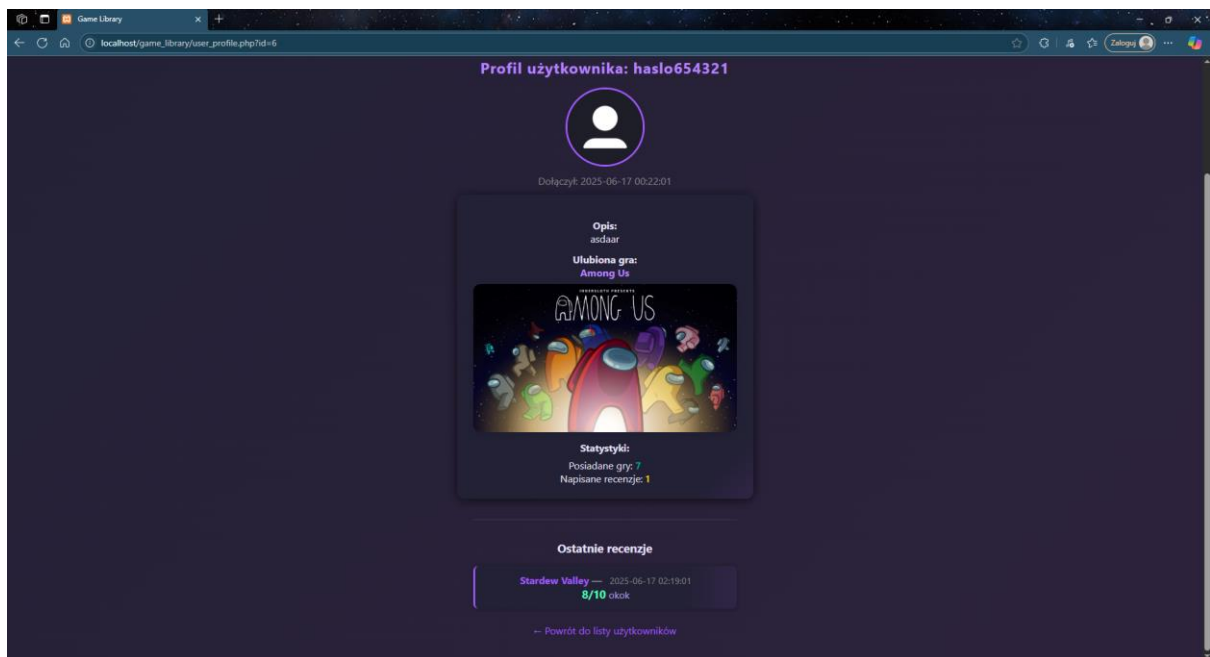 Game Library
localhost/game_library/user_profile.php?id=6
Zaloguj
Profil użytkownika: haslo654321
Dołączył: 2025-06-17 00:22:01
Opis:
asdaar
Ulubiona gra:
Among Us
INNERSLOTH PRESENTS
AMONG US
Statystyki:
Posiadane gry: 7
Napisane recenzje: 1
Ostatnie recenzje
Stardew Valley — 2025-06-17 02:19:01
8/10 okok
← Powrót do listy użytkowników